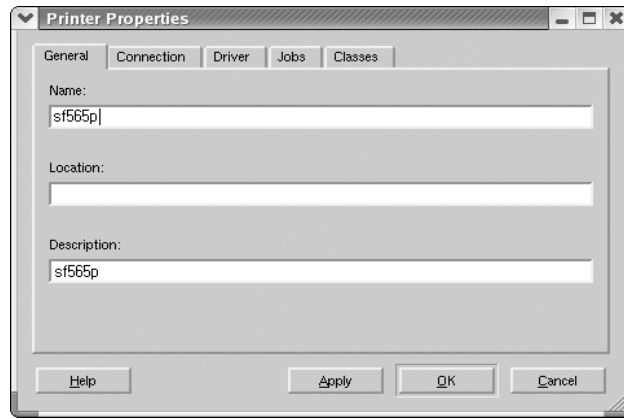 Printer Properties
General Connection Driver Jobs Classes
Name:
sf565p
Location:
Description:
sf565p
Help Apply OK Cancel